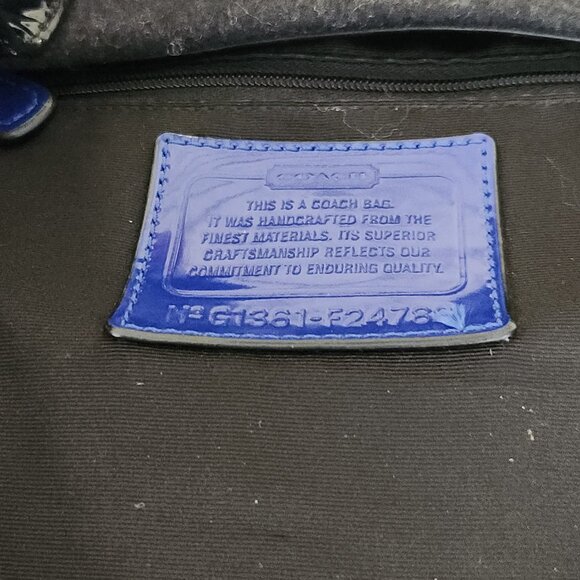 COACH
THIS IS A COACH BAG.
IT WAS HANDCRAFTED FROM THE
FINEST MATERIALS. ITS SUPERIOR
CRAFTSMANSHIP REFLECTS OUR
COMMITMENT TO ENDURING QUALITY.
Nº